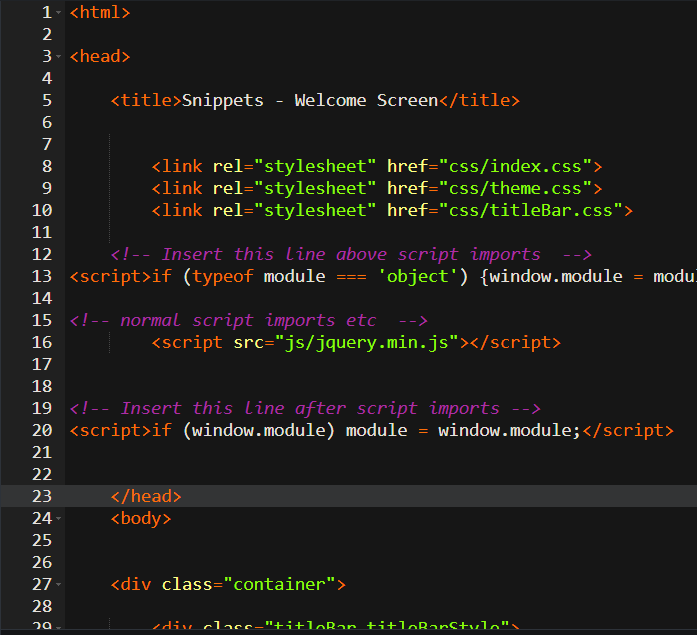 1 <html>
2
3 <head>
4
5 <title>Snippets - Welcome Screen</title>
6
7
8 <link rel="stylesheet" href="css/index.css">
9 <link rel="stylesheet" href="css/theme.css">
10 <link rel="stylesheet" href="css/titleBar.css">
11
12 <!-- Insert this line above script imports  -->
13 <script>if (typeof module === 'object') {window.module = modul
14
15 <!-- normal script imports etc  -->
16 <script src="js/jquery.min.js"></script>
17
18
19 <!-- Insert this line after script imports -->
20 <script>if (window.module) module = window.module;</script>
21
22
23 </head>
24 <body>
25
26
27 <div class="container">
28
29 <div class="titleBar titleBarStyle">